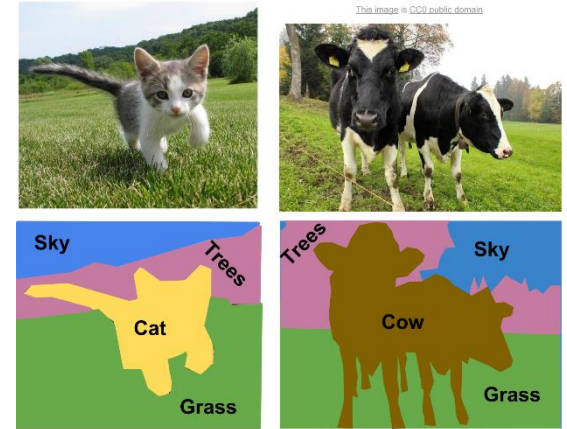 This image is CC0 public domain
Sky
Trees
Cat
Grass
Trees
Sky
Cow
Grass